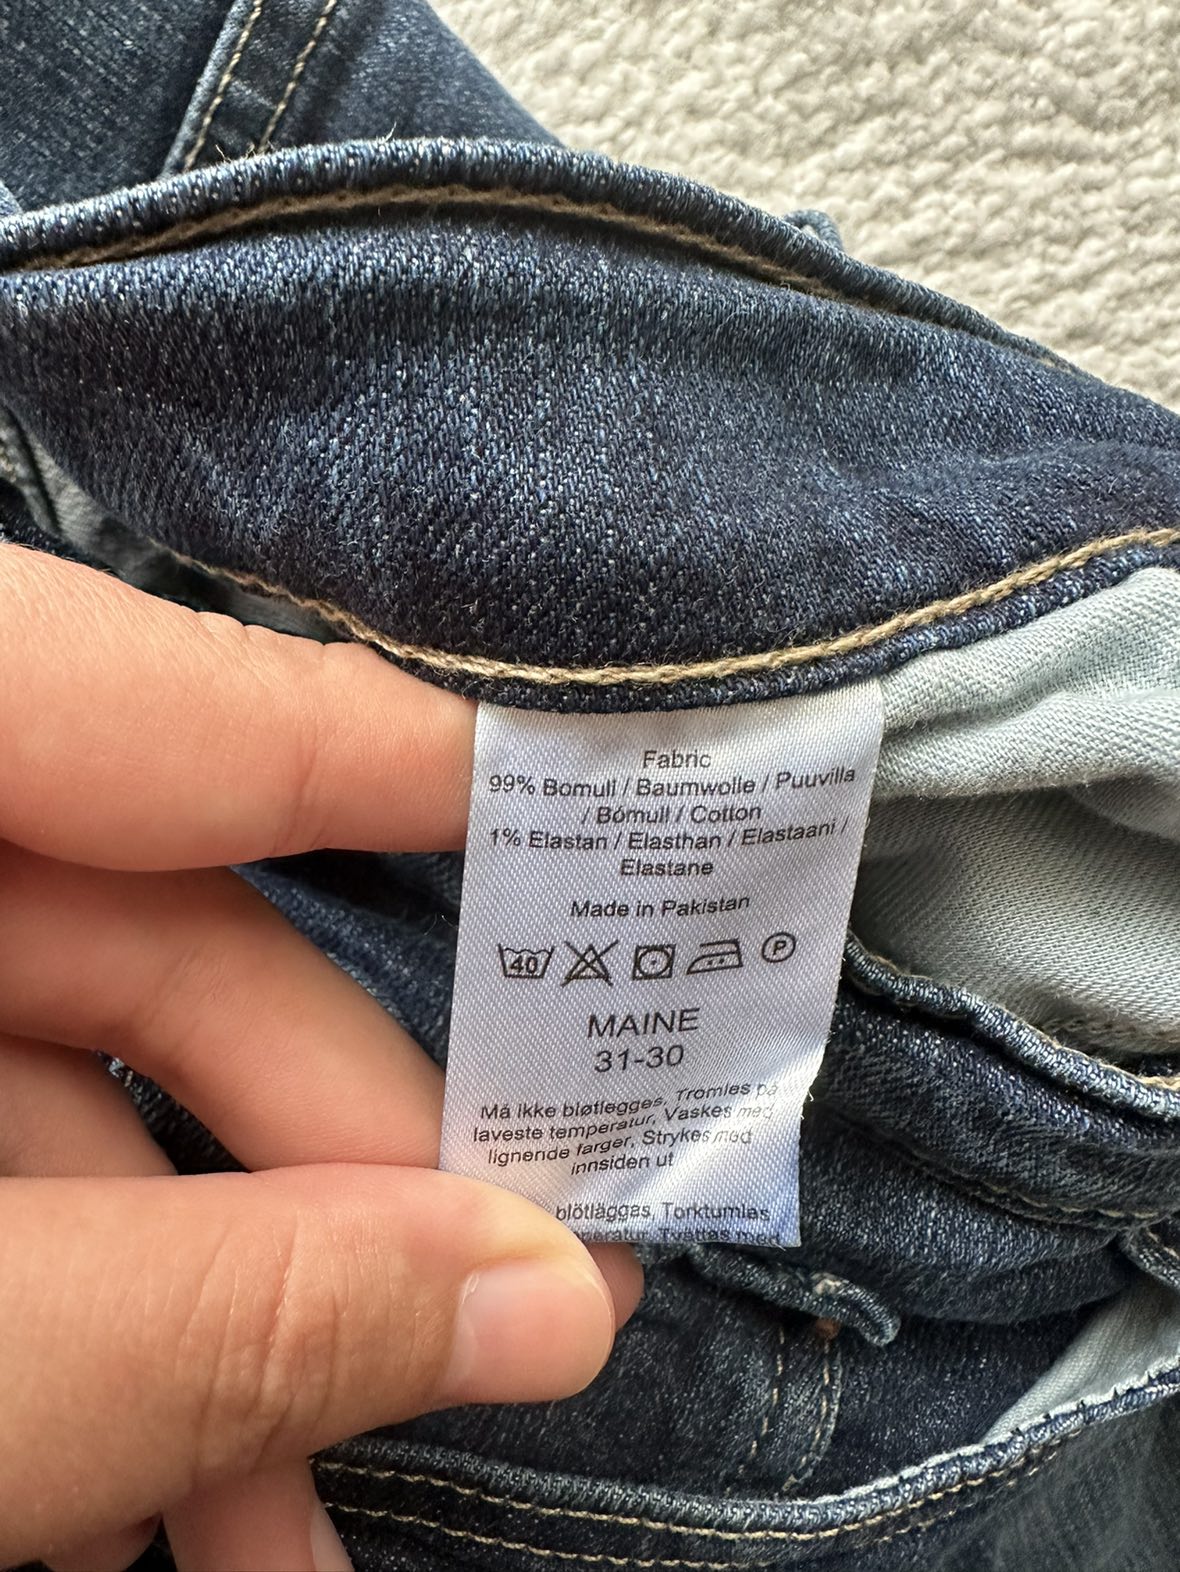 Fabric
99% Bomull / Baumwolle / Puuvilla
/ Bómull / Cotton
1% Elastan / Elasthan / Elastaani /
Elastane
Made in Pakistan
40 P
MAINE
31-30
Må ikke bløtlegges, Tromles på
laveste temperatur, Vaskes med
lignende farger, Strykes med
innsiden ut
blötläggas, Torktumlas